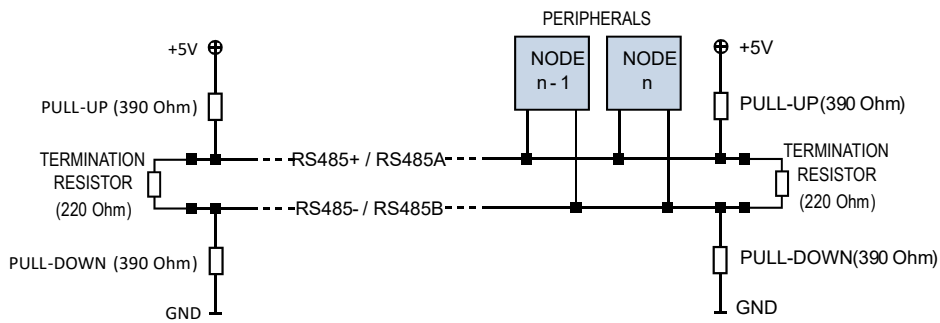 PERIPHERALS
+5V
NODE
n - 1
NODE
n
+5V
PULL-UP (390 Ohm)
PULL-UP(390 Ohm)
TERMINATION
RESISTOR
(220 Ohm)
RS485+ / RS485A
RS485- / RS485B
TERMINATION
RESISTOR
(220 Ohm)
PULL-DOWN (390 Ohm)
PULL-DOWN(390 Ohm)
GND
GND